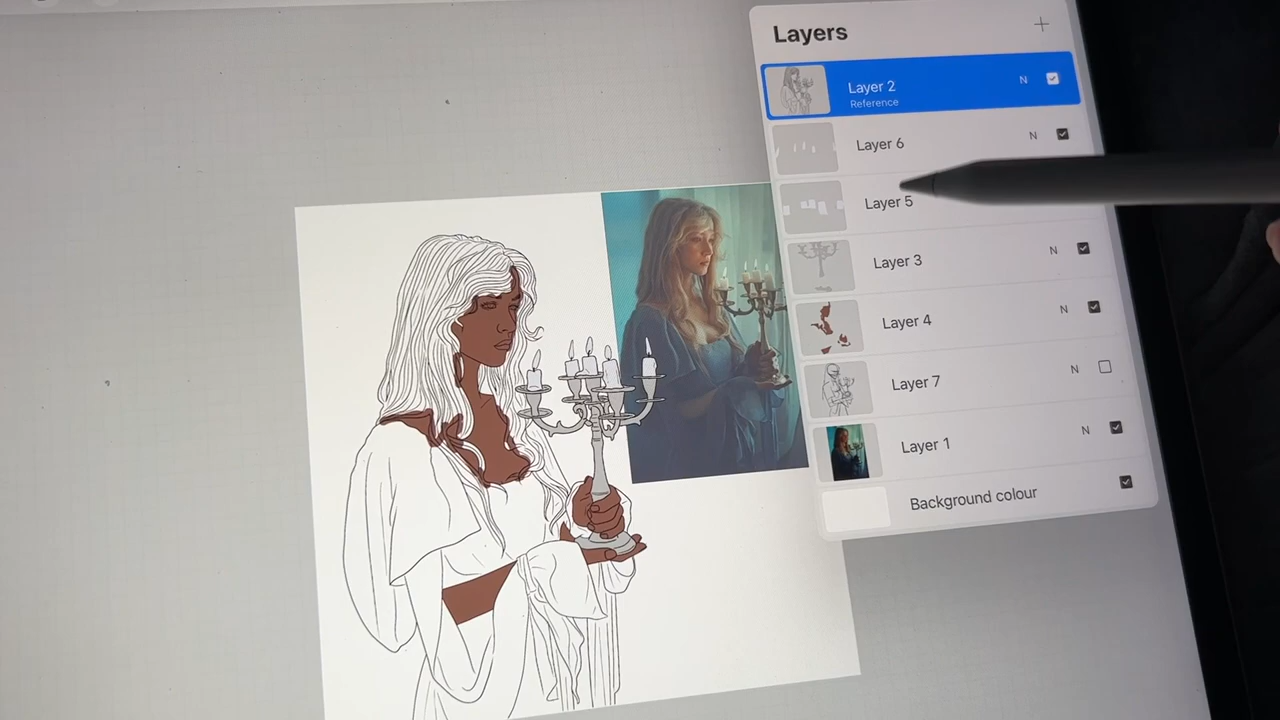 Layers
Layer 2
N
Reference
Layer 6
N
Layer 5
Layer 3
N
Layer 4
N
Layer 7
N
Layer 1
N
Background colour